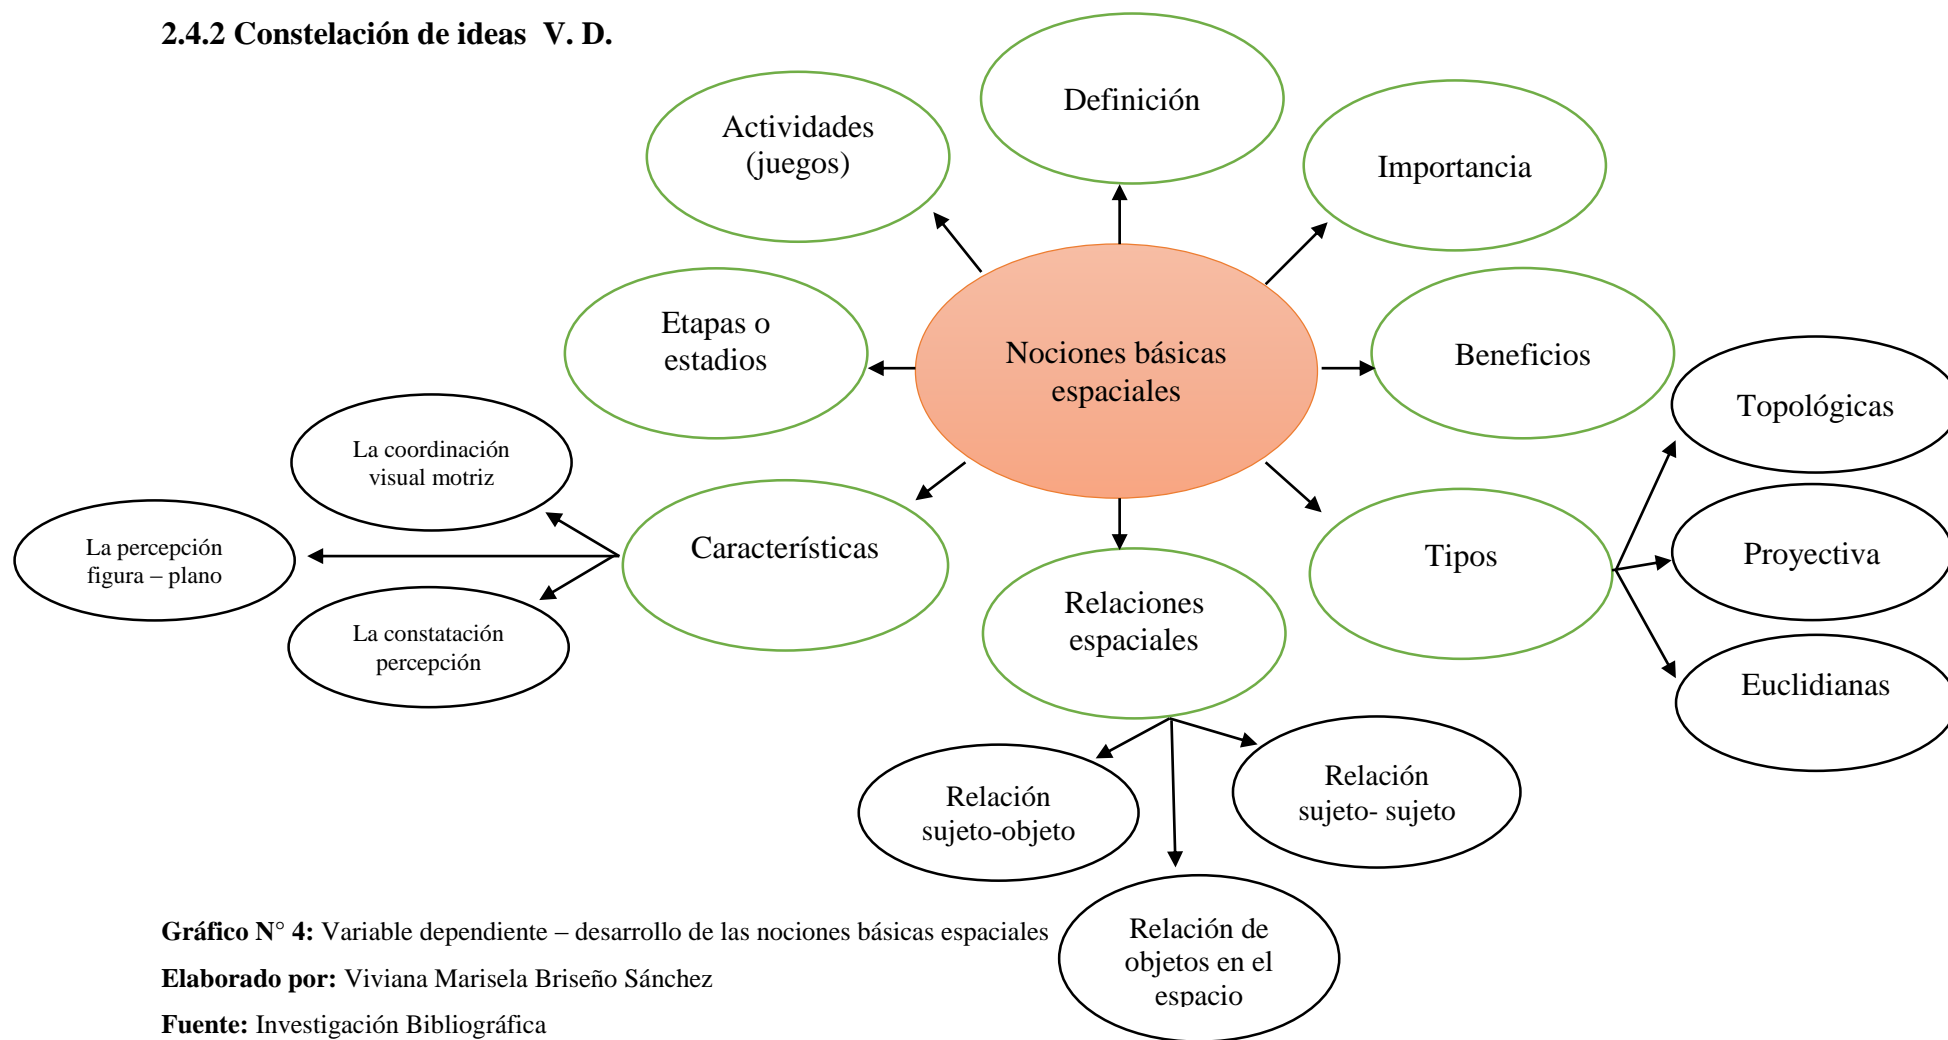 2.4.2 Constelación de ideas  V. D.
Definición
Actividades
(juegos)
Importancia
Etapas o
estadios
Nociones básicas
espaciales
Beneficios
Topológicas
La coordinación
visual motriz
La percepción
figura – plano
Características
Tipos
Proyectiva
Relaciones
espaciales
La constatación
percepción
Euclidianas
Relación
sujeto-objeto
Relación
sujeto- sujeto
Relación de
objetos en el
espacio
Gráfico N° 4: Variable dependiente – desarrollo de las nociones básicas espaciales
Elaborado por: Viviana Marisela Briseño Sánchez
Fuente: Investigación Bibliográfica